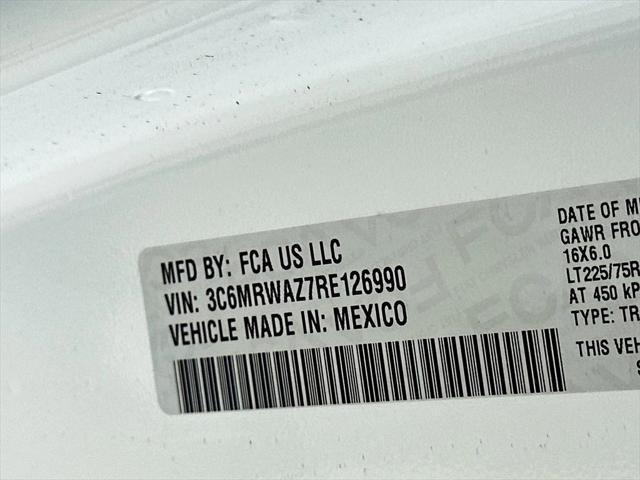 MFD BY: FCA US LLC
VIN: 3C6MRWAZ7RE126990
VEHICLE MADE IN: MEXICO
DATE OF M
GAWR FRO
16X6.0
LT225/75R
AT 450 kP
TYPE: TR
THIS VEH